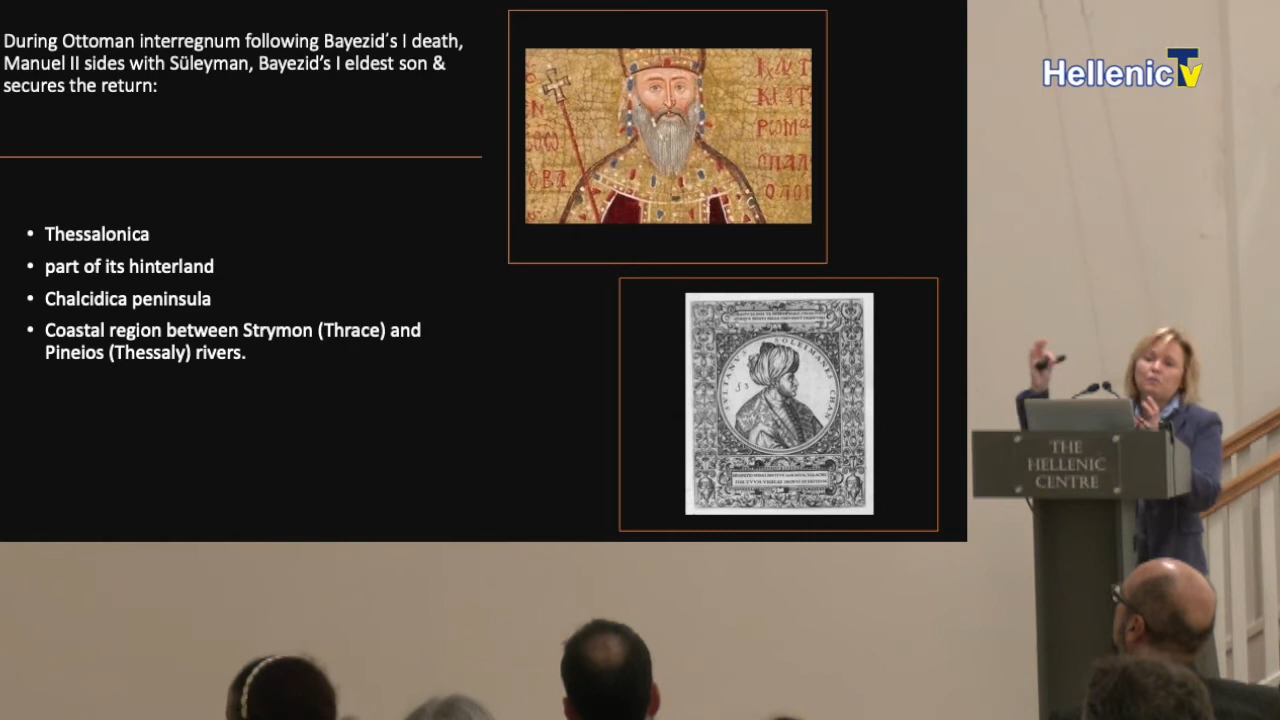 During Ottoman interregnum following Bayezid´s I death,
Manuel II sides with Süleyman, Bayezid’s I eldest son &
secures the return:
• Thessalonica
• part of its hinterland
• Chalcidica peninsula
• Coastal region between Strymon (Thrace) and
Pineios (Thessaly) rivers.
HellenicTv
THE
HELLENIC
CENTRE